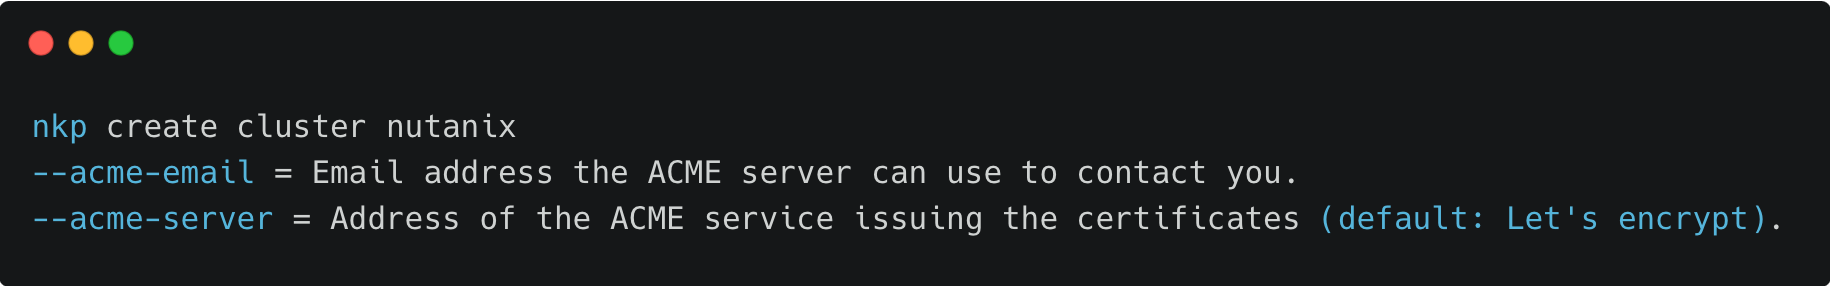 nkp create cluster nutanix
--acme-email = Email address the ACME server can use to contact you.
--acme-server = Address of the ACME service issuing the certificates (default: Let's encrypt).